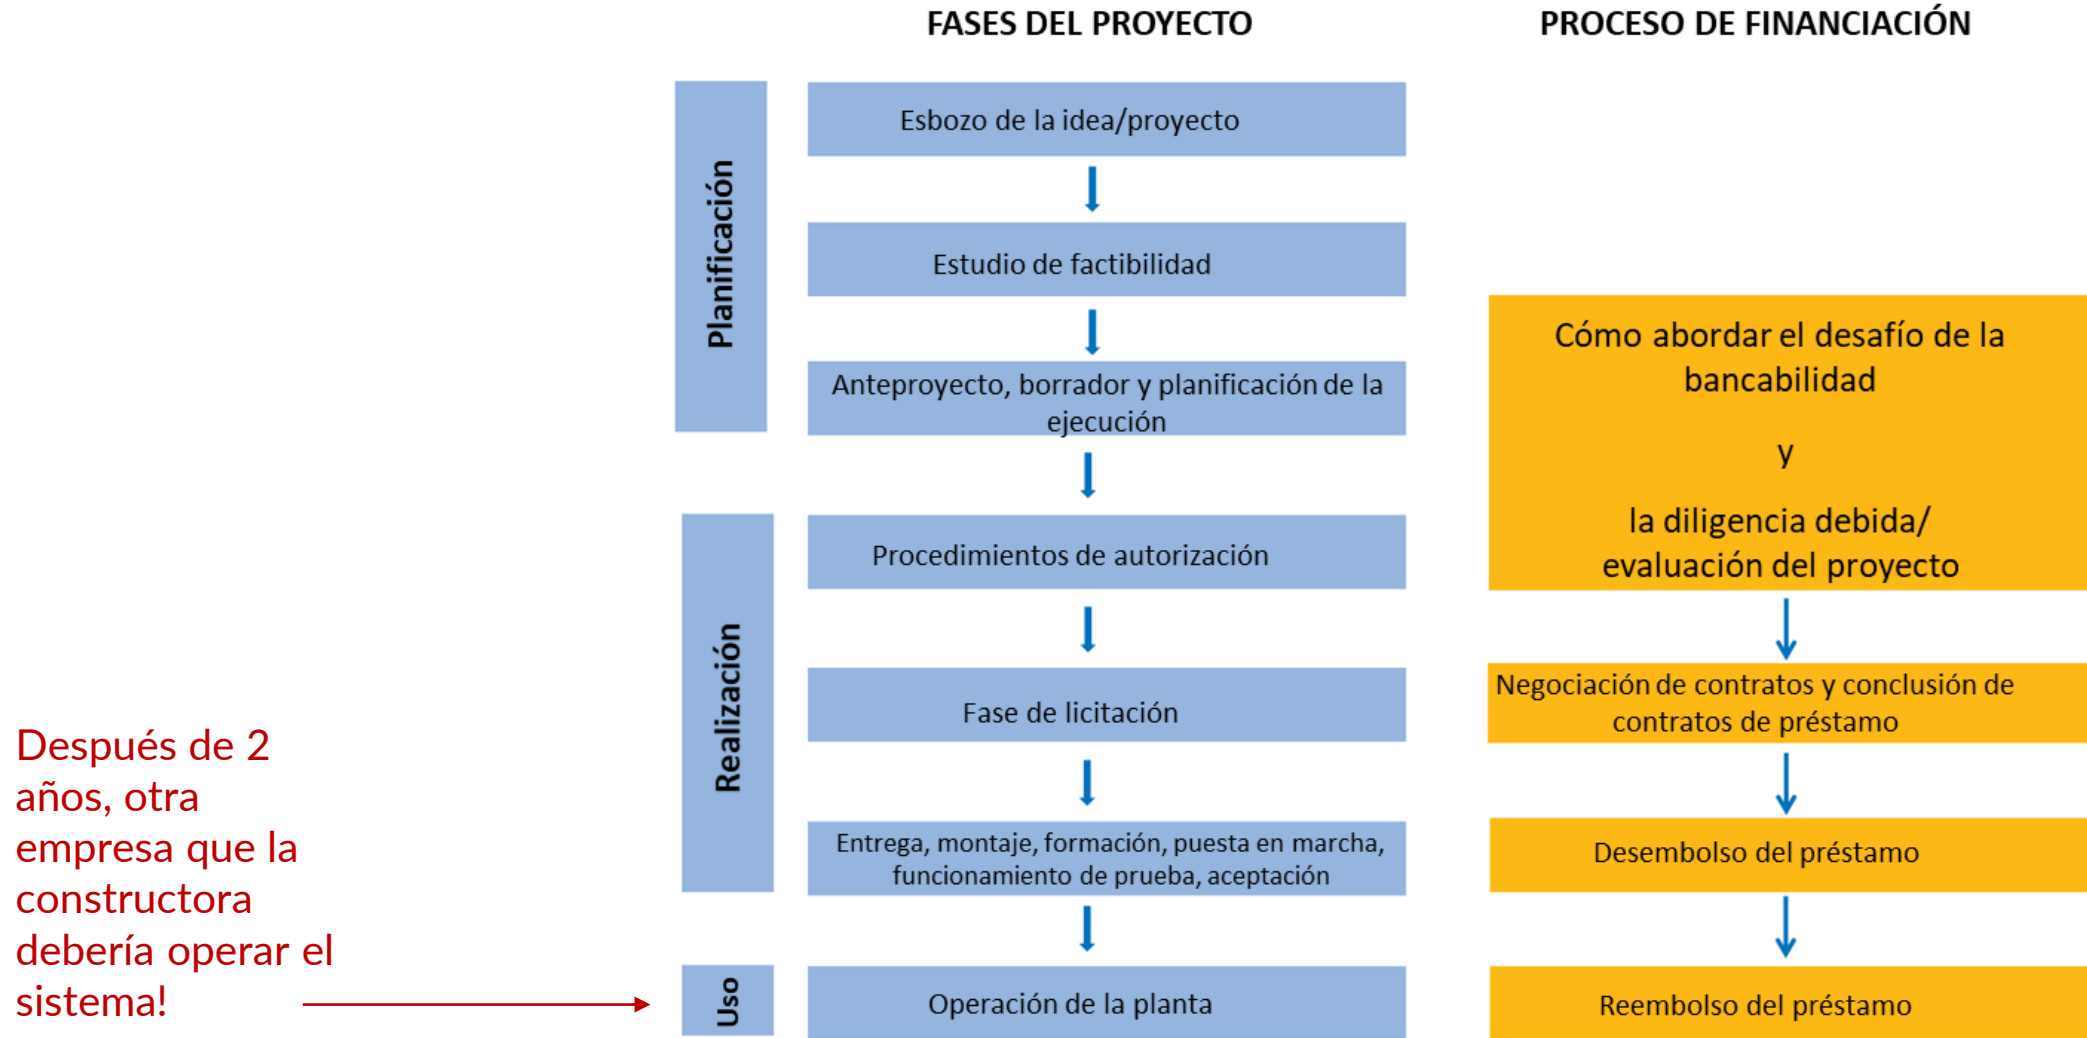 FASES DEL PROYECTO
PROCESO DE FINANCIACIÓN
Planificación
Esbozo de la idea/proyecto
Estudio de factibilidad
Anteproyecto, borrador y planificación de la
ejecución
Realización
Procedimientos de autorización
Fase de licitación
Entrega, montaje, formación, puesta en marcha,
funcionamiento de prueba, aceptación
Uso
Operación de la planta
Cómo abordar el desafío de la
bancabilidad
y
la diligencia debida/
evaluación del proyecto
Negociación de contratos y conclusión de
contratos de préstamo
Desembolso del préstamo
Reembolso del préstamo
Después de 2
años, otra
empresa que la
constructora
debería operar el
sistema!